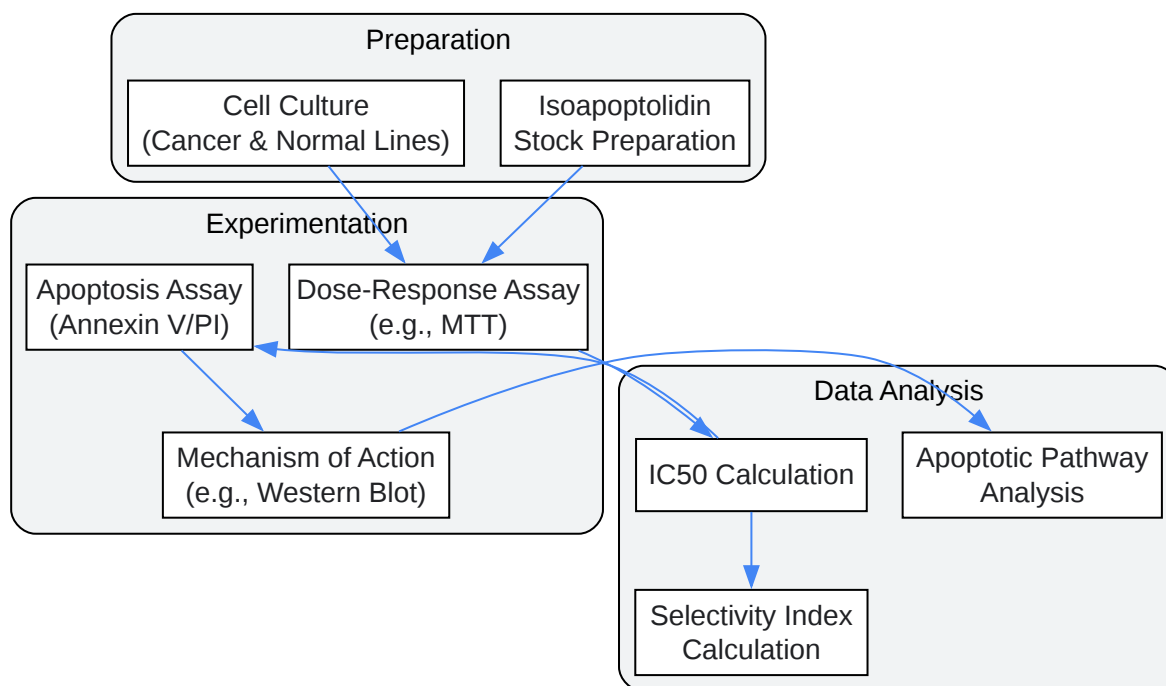 Preparation
Cell Culture
(Cancer & Normal Lines)
Isoapoptolidin
Stock Preparation
Experimentation
Apoptosis Assay
(Annexin V/PI)
Dose-Response Assay
(e.g., MTT)
Mechanism of Action
(e.g., Western Blot)
Data Analysis
IC50 Calculation
Apoptotic Pathway
Analysis
Selectivity Index
Calculation